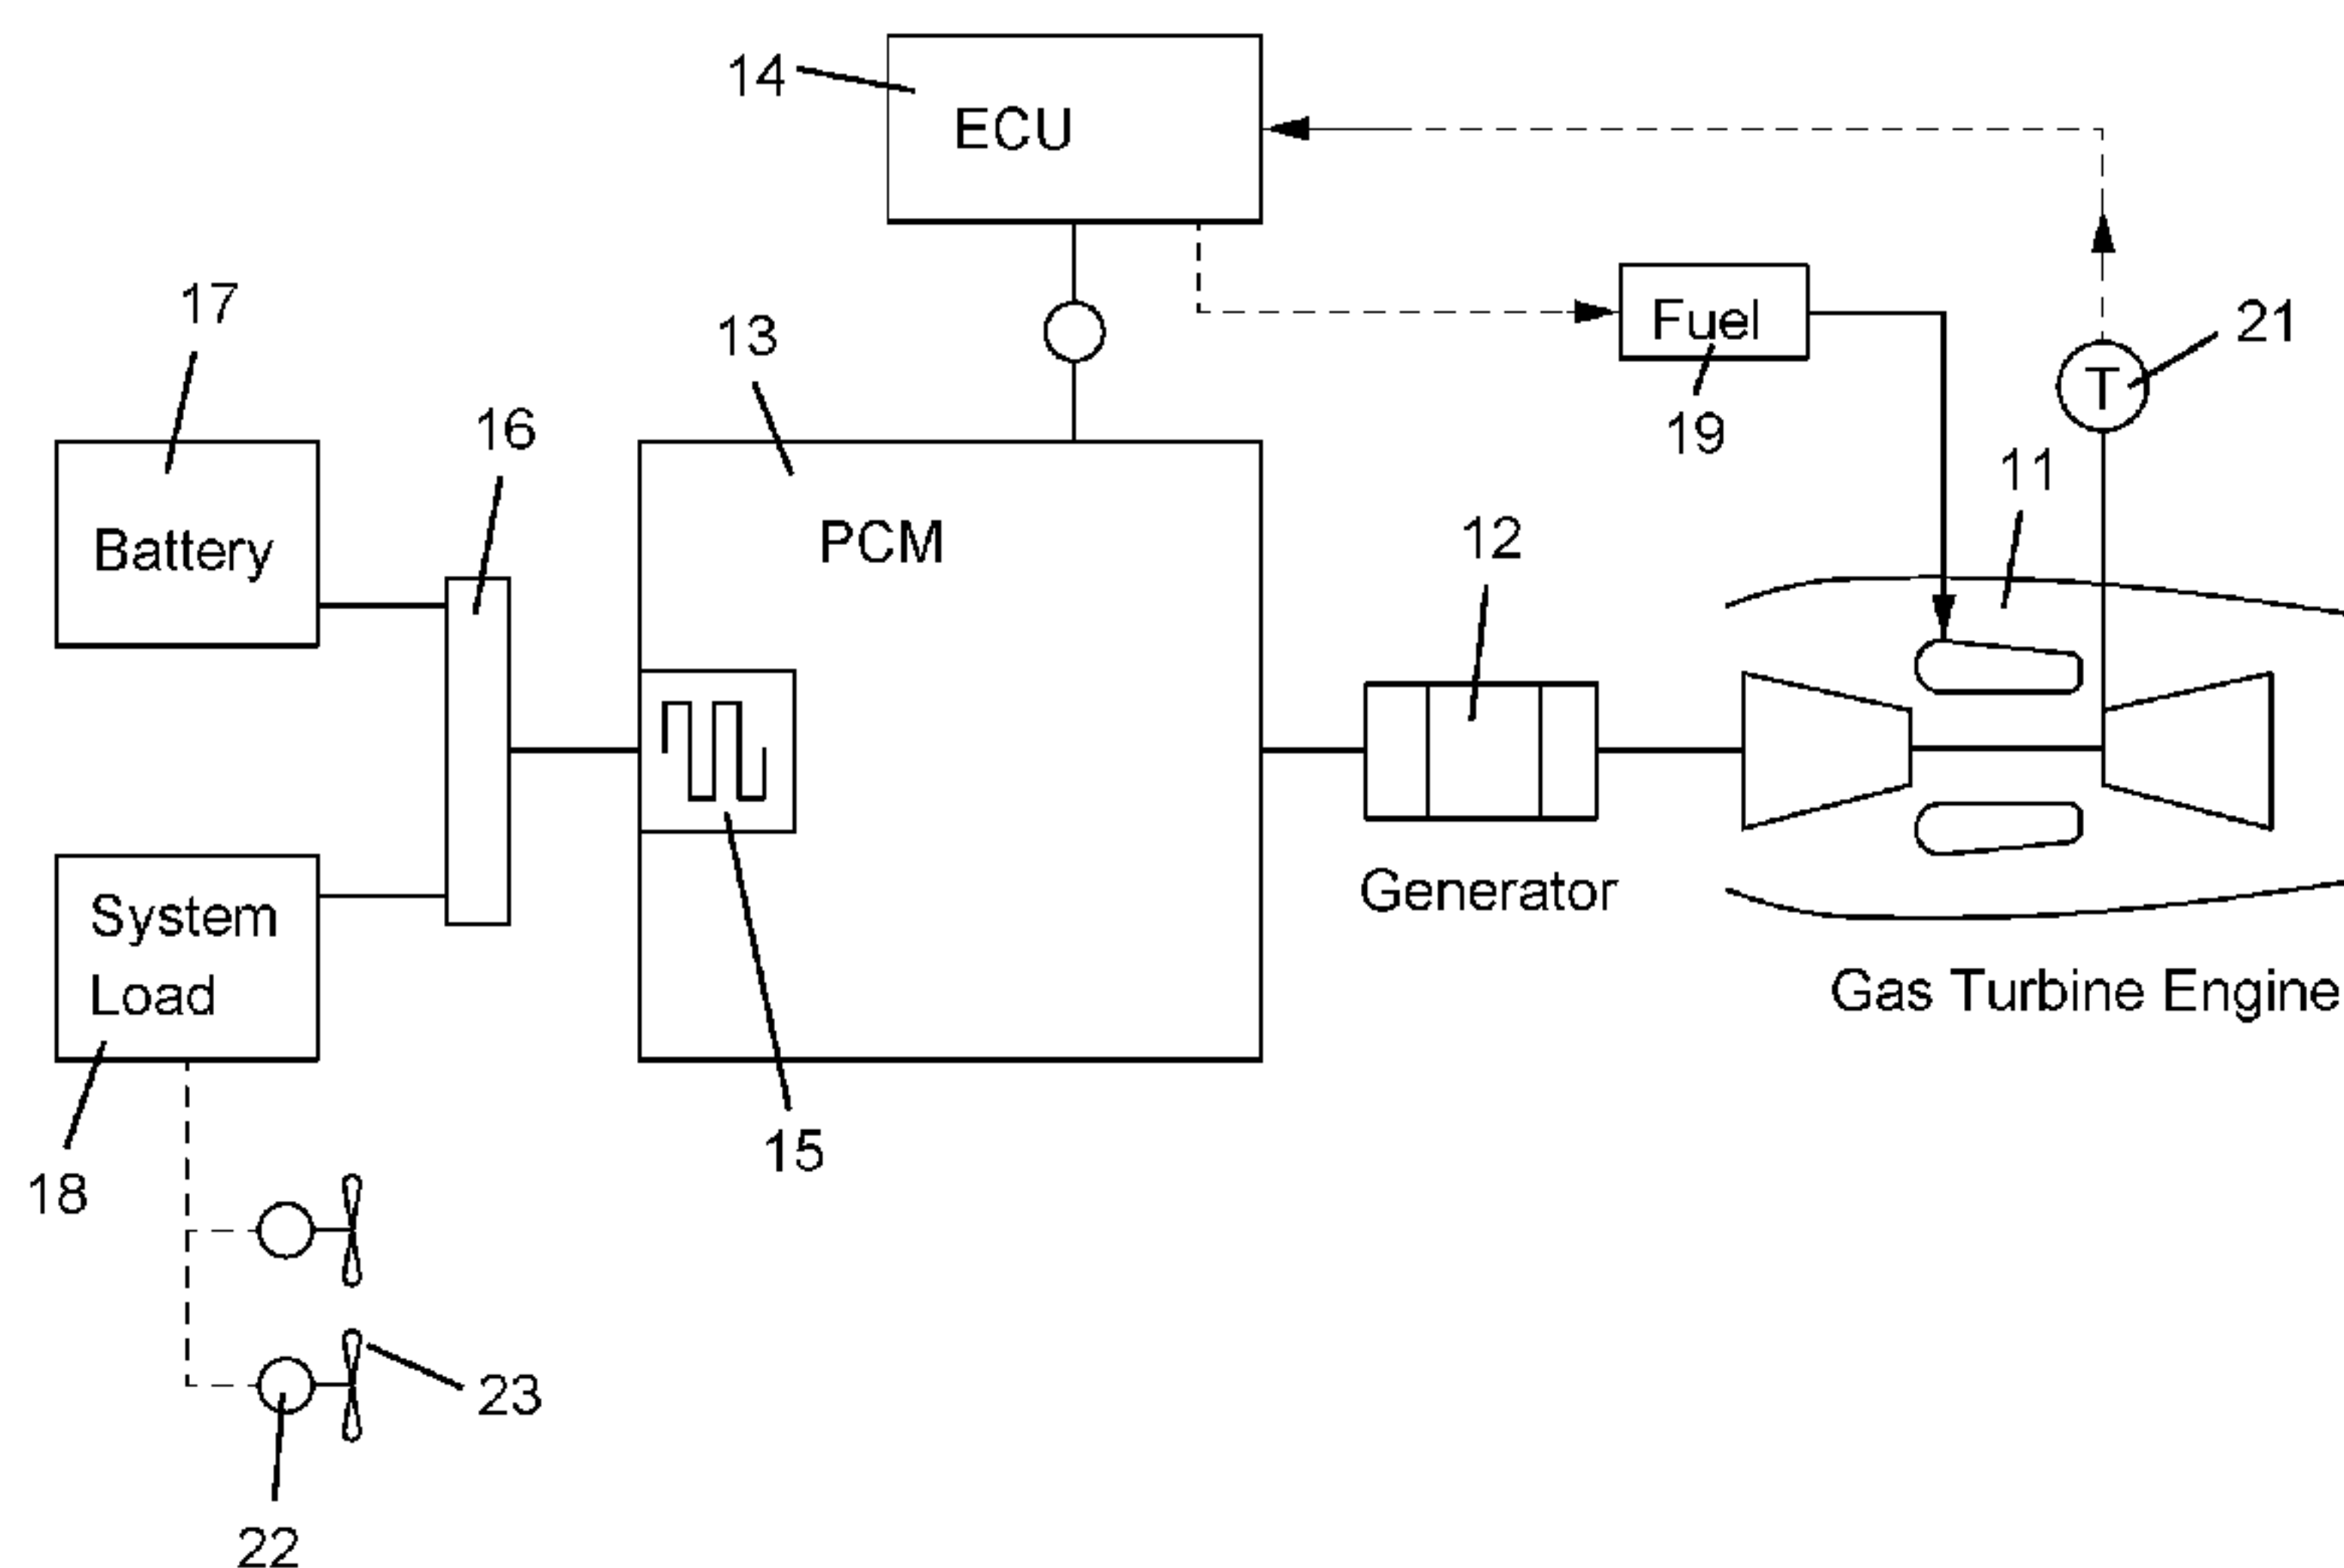 14
ECU
17
13
Fuel
21
16
19
11
Battery
PCM
12
T
System
Load
Generator
Gas Turbine Engine
15
18
23
22